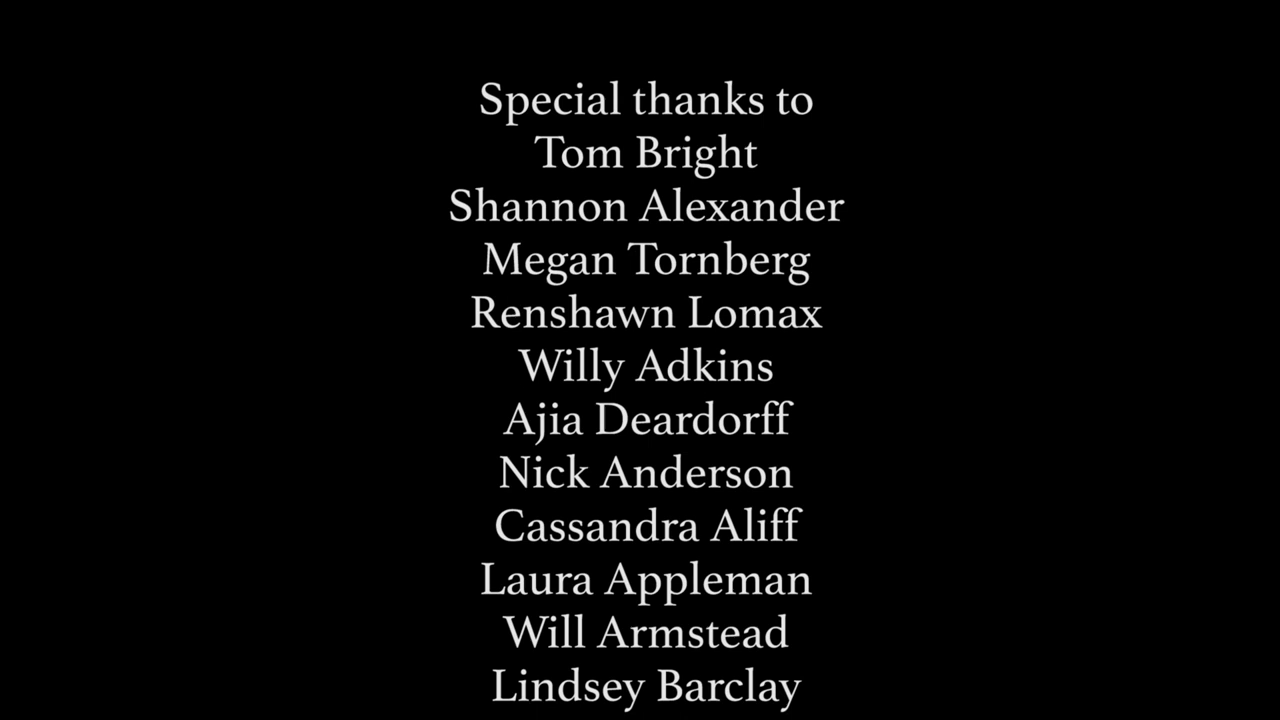 Special thanks to
Tom Bright
Shannon Alexander
Megan Tornberg
Renshawn Lomax
Willy Adkins
Ajia Deardorff
Nick Anderson
Cassandra Aliff
Laura Appleman
Will Armstead
Lindsey Barclay